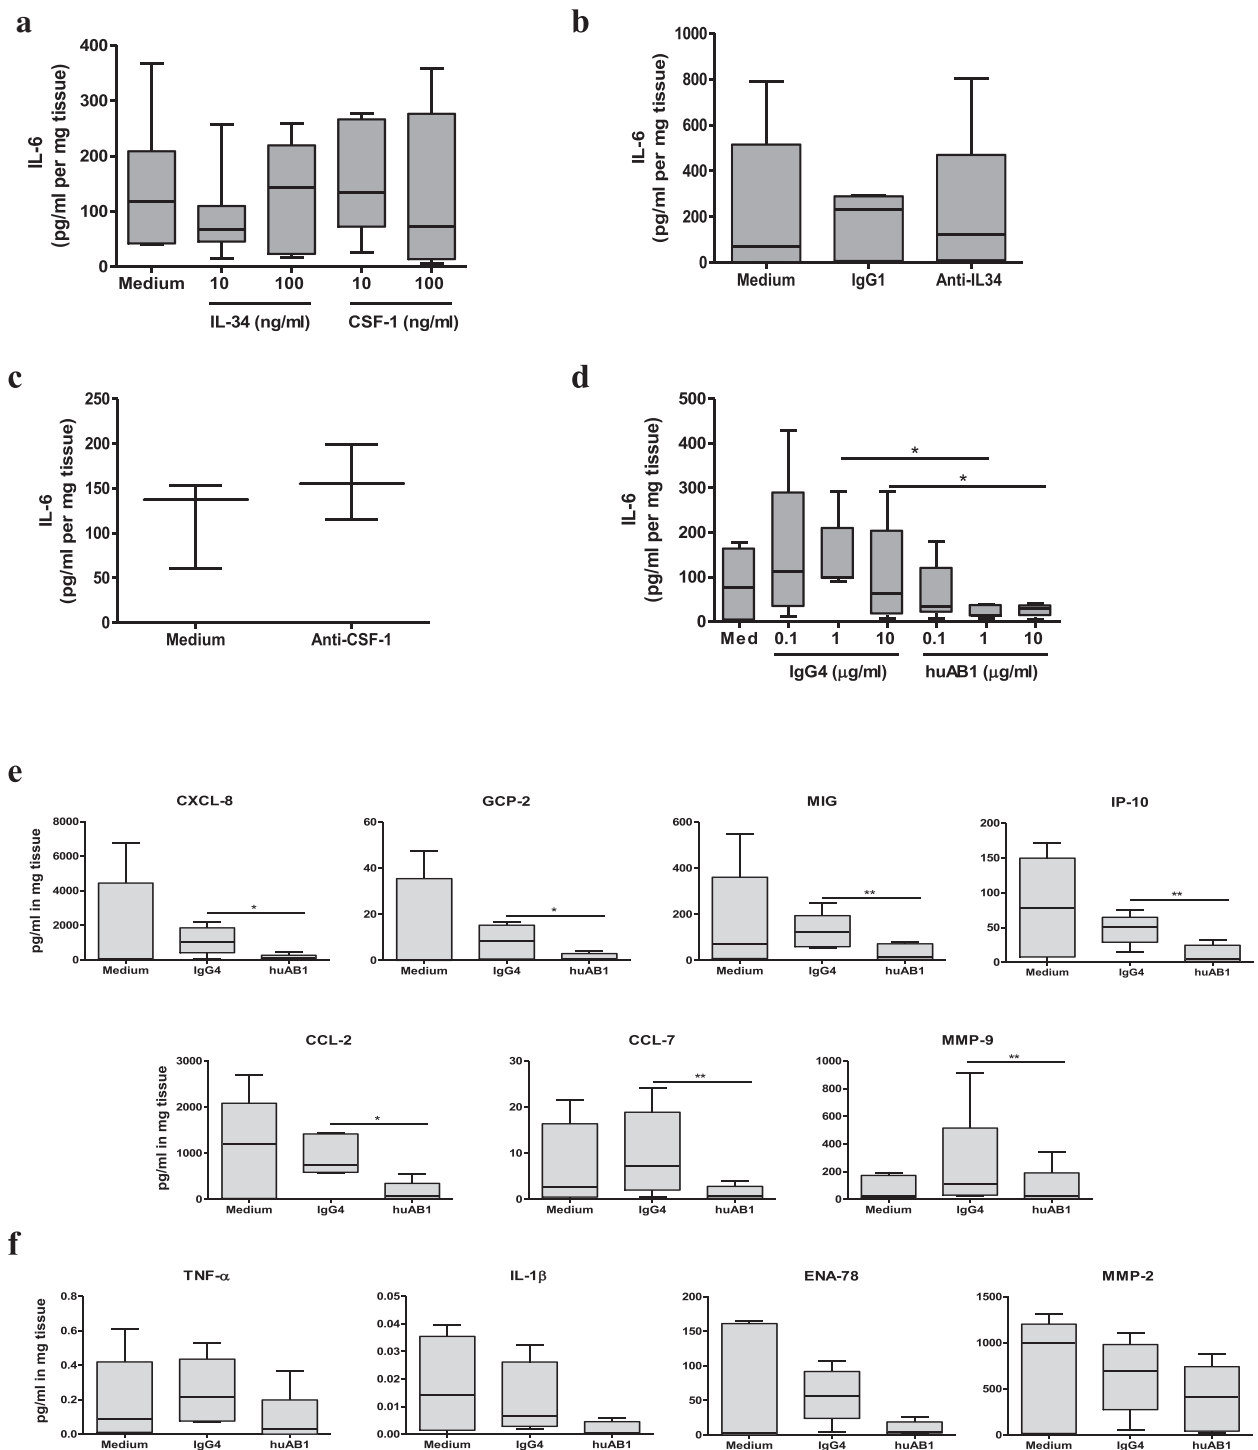 a
IL-6
(pg/ml per mg tissue)
400
300
200
100
0
Medium 10 100 10 100
IL-34 (ng/ml) CSF-1 (ng/ml)
b
IL-6
(pg/ml per mg tissue)
1000
800
600
400
200
0
Medium IgG1 Anti-IL34
c
IL-6
(pg/ml per mg tissue)
250
200
150
100
50
0
Medium Anti-CSF-1
d
IL-6
(pg/ml per mg tissue)
500
400
300
200
100
0
*
*
Med 0.1 1 10 0.1 1 10
IgG4 (µg/ml) huAB1 (µg/ml)
e
CXCL-8
pg/ml in mg tissue
8000
6000
4000
2000
0
*
Medium IgG4 huAB1
GCP-2
60
40
20
0
*
Medium IgG4 huAB1
MIG
600
400
200
0
**
Medium IgG4 huAB1
IP-10
200
150
100
50
0
**
Medium IgG4 huAB1
CCL-2
pg/ml in mg tissue
3000
2000
1000
0
*
Medium IgG4 huAB1
CCL-7
30
20
10
0
**
Medium IgG4 huAB1
MMP-9
1000
800
600
400
200
0
**
Medium IgG4 huAB1
f
TNF-α
pg/ml in mg tissue
0.8
0.6
0.4
0.2
0.0
Medium IgG4 huAB1
IL-1β
0.05
0.04
0.03
0.02
0.01
0.00
Medium IgG4 huAB1
ENA-78
200
150
100
50
0
Medium IgG4 huAB1
MMP-2
1500
1000
500
0
Medium IgG4 huAB1